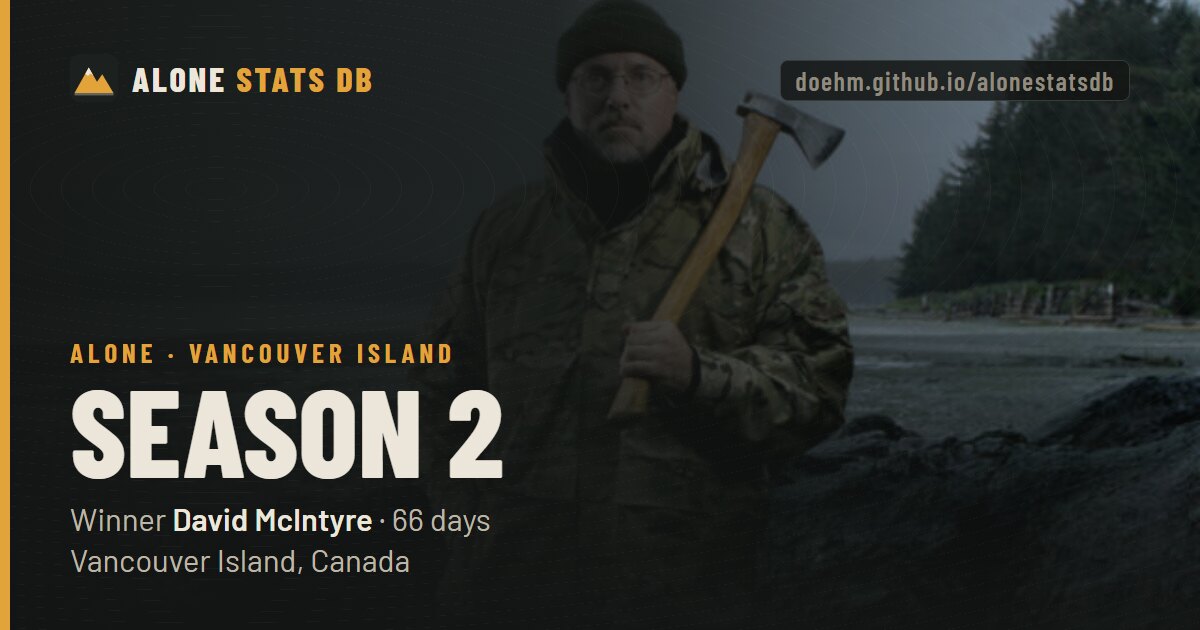 ALONE STATS DB
doehm.github.io/alonestatsdb
ALONE · VANCOUVER ISLAND
SEASON 2
Winner David McIntyre · 66 days
Vancouver Island, Canada